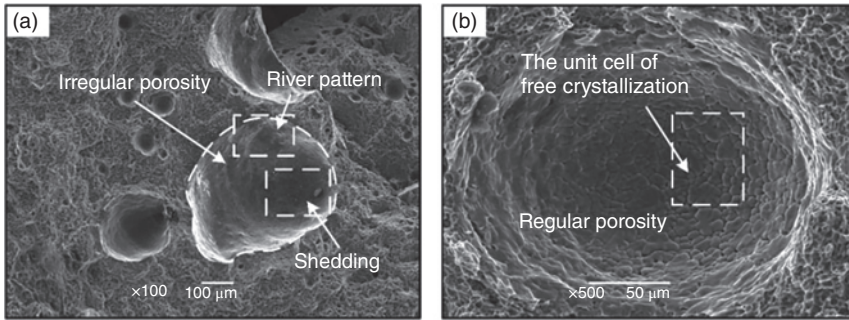 (a)
Irregular porosity
River pattern
Shedding
×100 100 μm
(b)
The unit cell of
free crystallization
Regular porosity
×500 50 μm